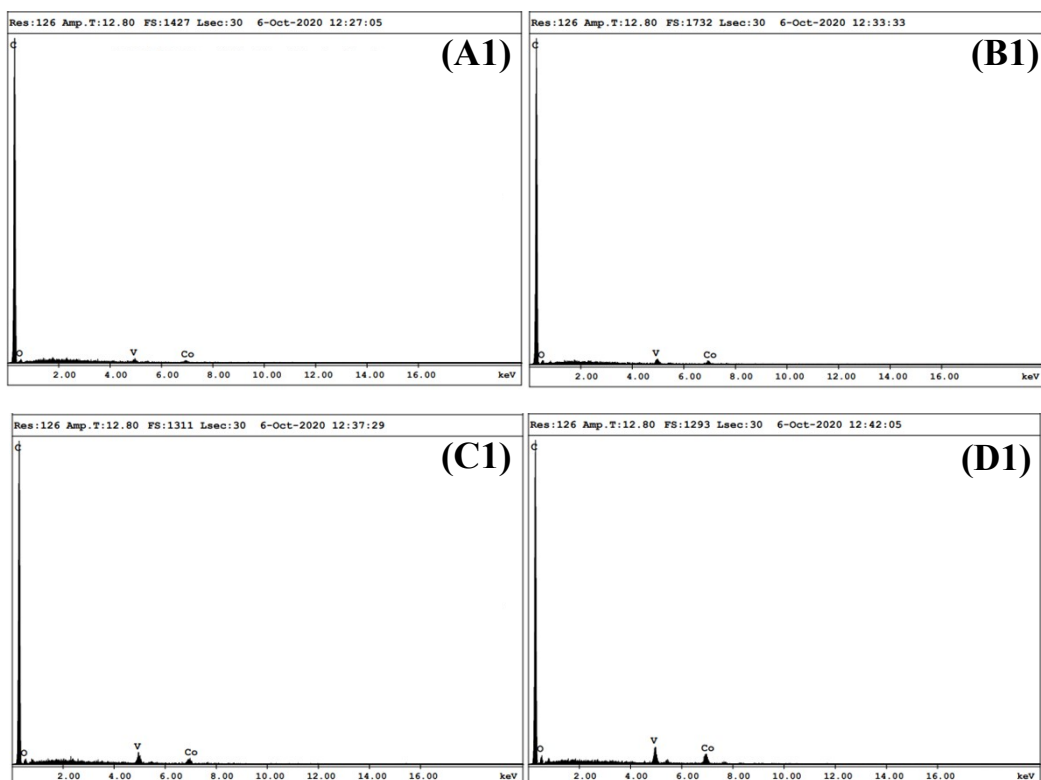 Res:126 Amp.T:12.80 FS:1427 Lsec:30 6-Oct-2020 12:27:05
(A1)
C
O
V
Co
2.00 4.00 6.00 8.00 10.00 12.00 14.00 16.00 keV
Res:126 Amp.T:12.80 FS:1732 Lsec:30 6-Oct-2020 12:33:33
(B1)
C
O
V
Co
2.00 4.00 6.00 8.00 10.00 12.00 14.00 16.00 keV
Res:126 Amp.T:12.80 FS:1311 Lsec:30 6-Oct-2020 12:37:29
(C1)
C
O
V
Co
2.00 4.00 6.00 8.00 10.00 12.00 14.00 16.00 keV
Res:126 Amp.T:12.80 FS:1293 Lsec:30 6-Oct-2020 12:42:05
(D1)
C
O
V
Co
2.00 4.00 6.00 8.00 10.00 12.00 14.00 16.00 keV